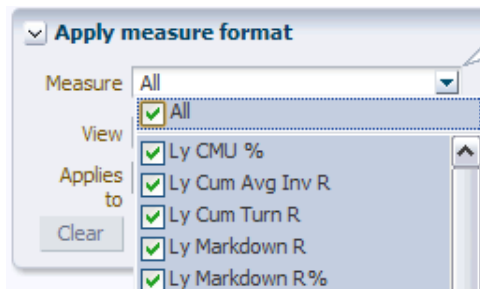 Apply measure format
Measure All
All
View
Ly CMU %
Ly Cum Avg Inv R
Applies to
Ly Cum Turn R
Clear
Ly Markdown R
Ly Markdown R%